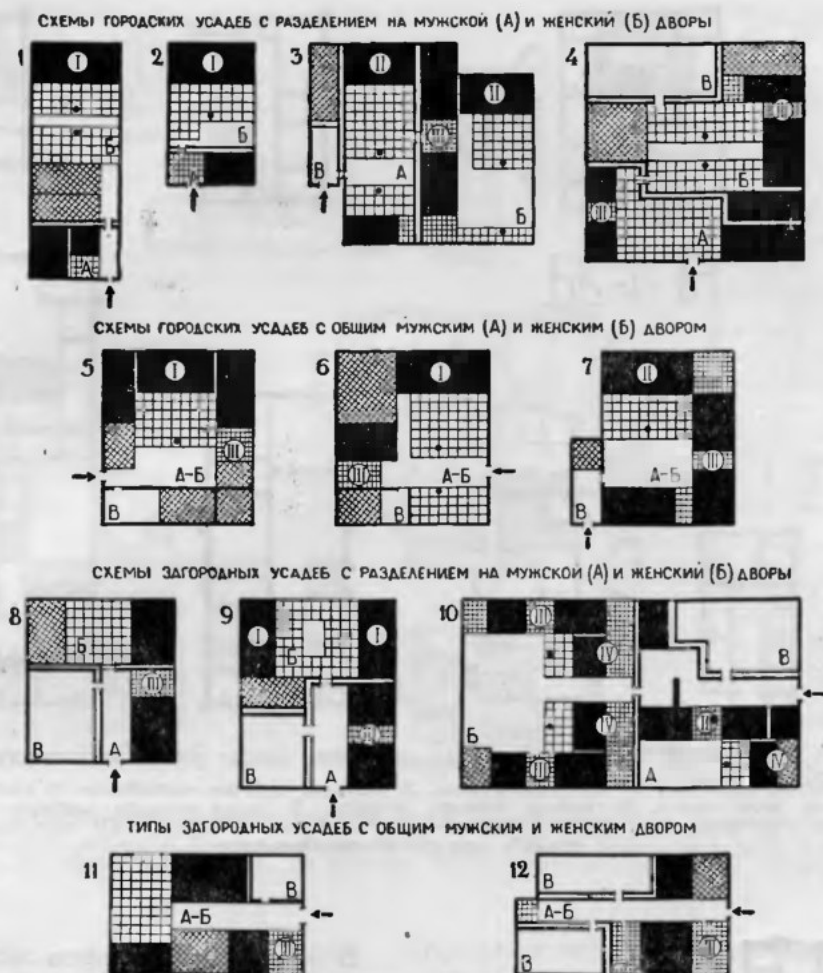 СХЕМЫ ГОРОДСКИХ УСАДЕБ С РАЗДЕЛЕНИЕМ НА МУЖСКОЙ (А) И ЖЕНСКИЙ (Б) ДВОРЫ
1 2 3 4
I I II II III III
Б А Б А В Б А В Б А
СХЕМЫ ГОРОДСКИХ УСАДЕБ С ОБЩИМ МУЖСКИМ (А) И ЖЕНСКИМ (Б) ДВОРОМ
5 6 7
I I II
III III III
А-Б А-Б А-Б
В В В
СХЕМЫ ЗАГОРОДНЫХ УСАДЕБ С РАЗДЕЛЕНИЕМ НА МУЖСКОЙ (А) И ЖЕНСКИЙ (Б) ДВОРЫ
8 9 10
Б I Б I III IV В
III IV II
В А В А Б III А IV
ТИПЫ ЗАГОРОДНЫХ УСАДЕБ С ОБЩИМ МУЖСКИМ И ЖЕНСКИМ ДВОРОМ
11 12
В В
А-Б А-Б
III В